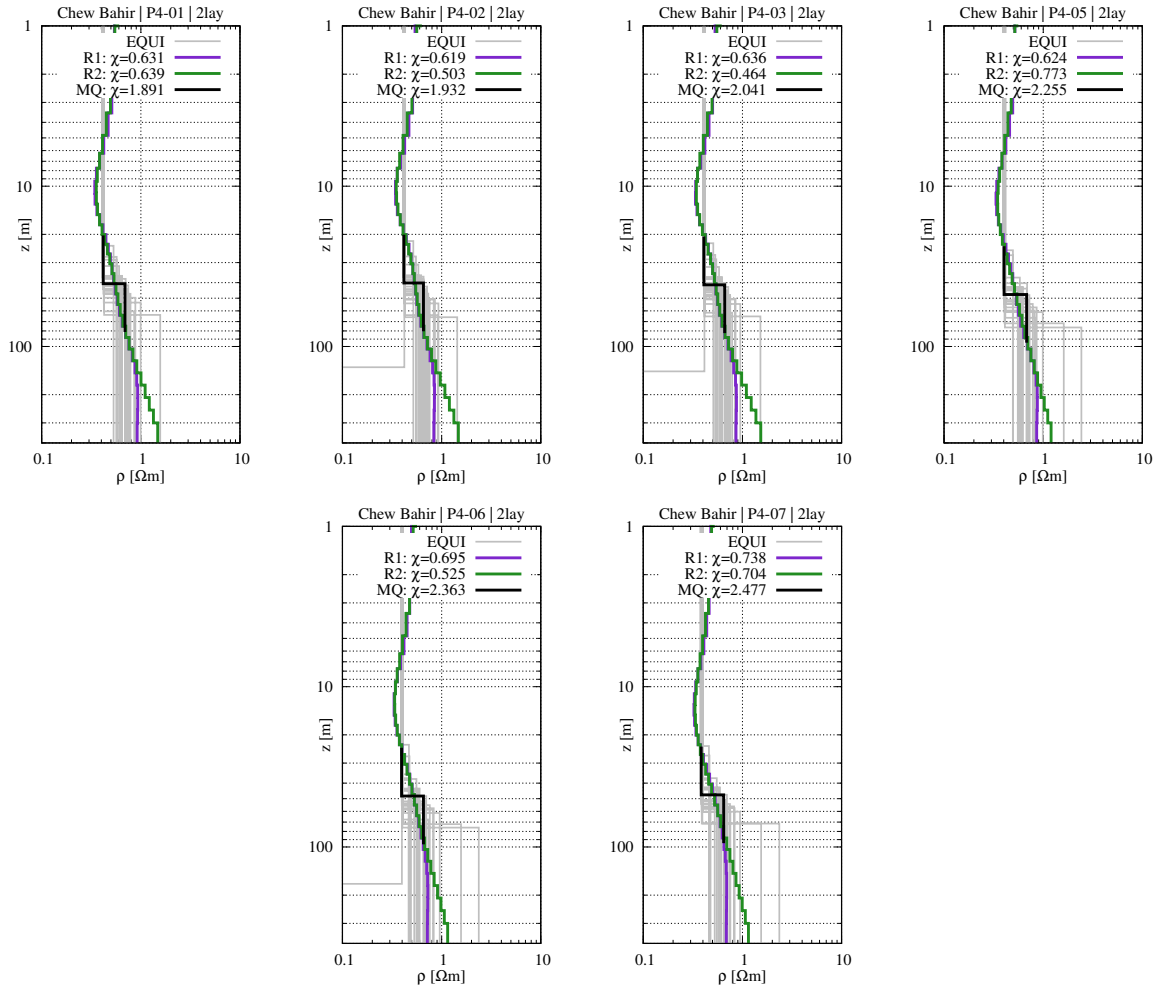 Chew Bahir | P4-01 | 2lay
EQUI
R1: χ=0.631
R2: χ=0.639
MQ: χ=1.891
1
10
100
z [m]
0.1 1 10
ρ [Ωm]
Chew Bahir | P4-02 | 2lay
EQUI
R1: χ=0.619
R2: χ=0.503
MQ: χ=1.932
1
10
100
z [m]
0.1 1 10
ρ [Ωm]
Chew Bahir | P4-03 | 2lay
EQUI
R1: χ=0.636
R2: χ=0.464
MQ: χ=2.041
1
10
100
z [m]
0.1 1 10
ρ [Ωm]
Chew Bahir | P4-05 | 2lay
EQUI
R1: χ=0.624
R2: χ=0.773
MQ: χ=2.255
1
10
100
z [m]
0.1 1 10
ρ [Ωm]
Chew Bahir | P4-06 | 2lay
EQUI
R1: χ=0.695
R2: χ=0.525
MQ: χ=2.363
1
10
100
z [m]
0.1 1 10
ρ [Ωm]
Chew Bahir | P4-07 | 2lay
EQUI
R1: χ=0.738
R2: χ=0.704
MQ: χ=2.477
1
10
100
z [m]
0.1 1 10
ρ [Ωm]